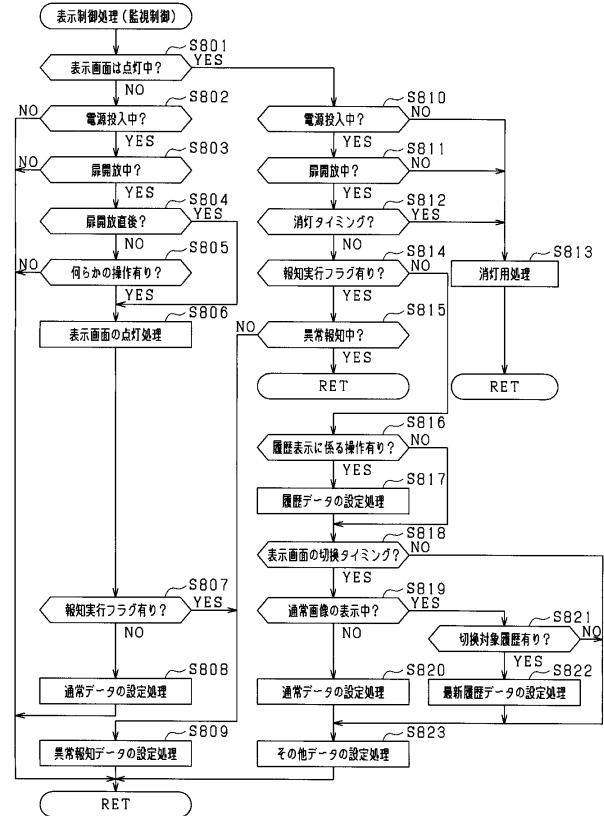 表示制御処理（監視制御）
S801
表示画面は点灯中？
YES
NO
S802
電源投入中？
NO
YES
S803
扉開放中？
NO
YES
S804
扉開放直後？
YES
NO
S805
何らかの操作有り？
NO
YES
S806
表示画面の点灯処理
S807
報知実行フラグ有り？
YES
NO
S808
通常データの設定処理
S809
異常報知データの設定処理
RET
S810
電源投入中？
NO
YES
S811
扉開放中？
NO
YES
S812
消灯タイミング？
YES
NO
S813
消灯用処理
RET
S814
報知実行フラグ有り？
NO
YES
S815
異常報知中？
NO
YES
RET
S816
履歴表示に係る操作有り？
NO
YES
S817
履歴データの設定処理
S818
表示画面の切換タイミング？
NO
YES
S819
通常画像の表示中？
YES
NO
S820
通常データの設定処理
S821
切換対象履歴有り？
NO
YES
S822
最新履歴データの設定処理
S823
その他データの設定処理